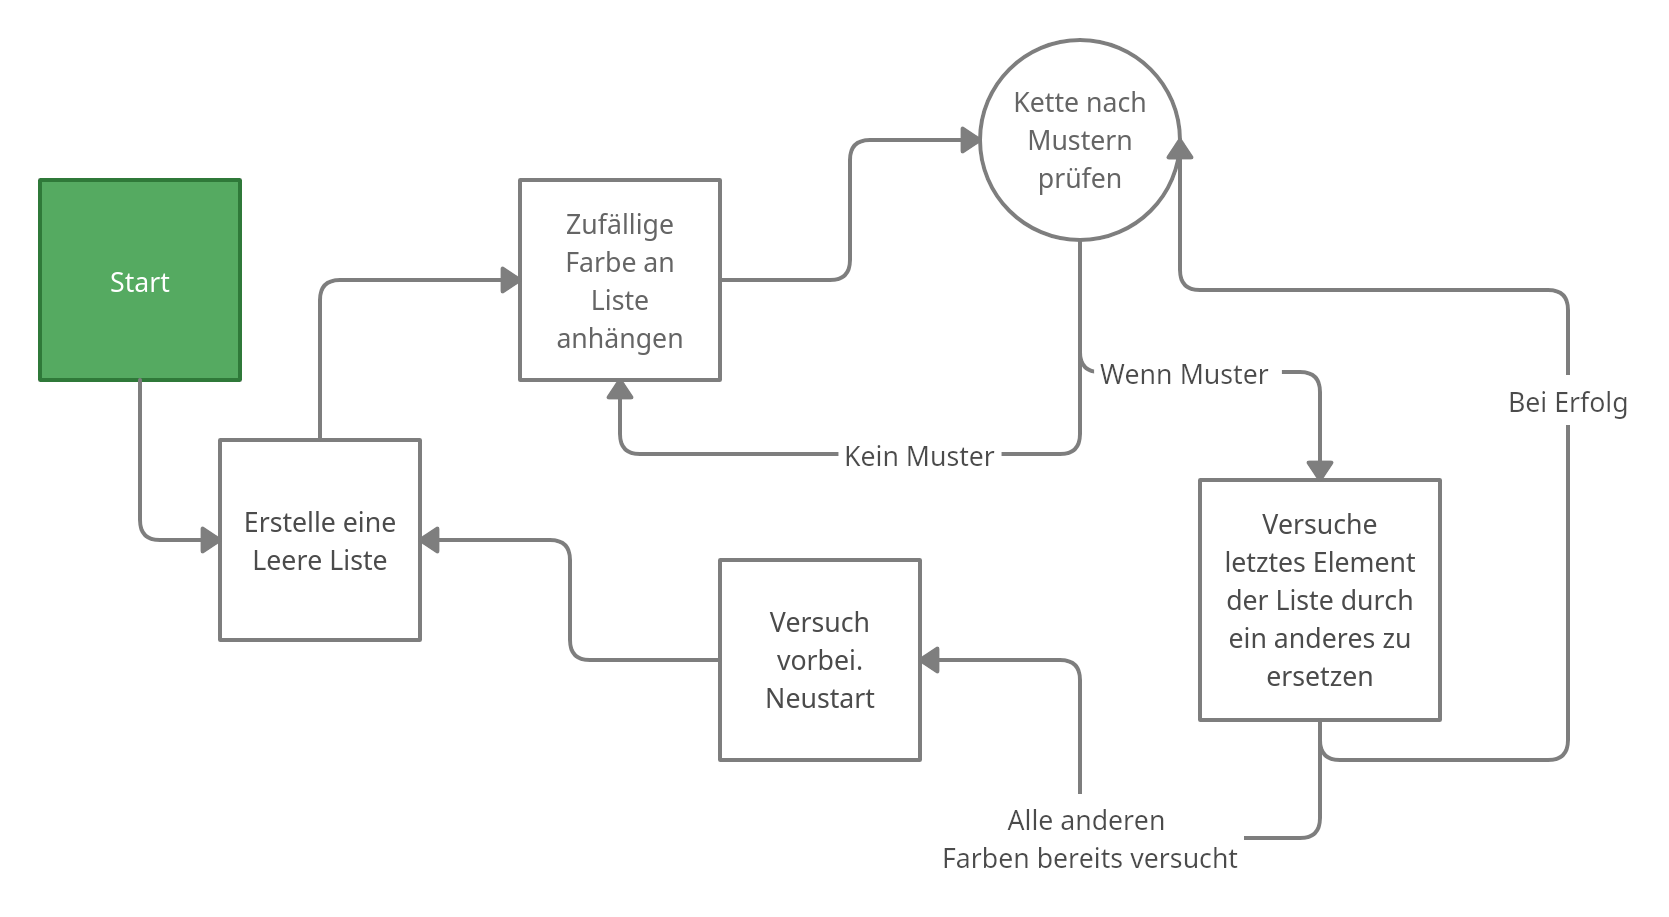 Start
Erstelle eine
Leere Liste
Zufällige
Farbe an
Liste
anhängen
Kette nach
Mustern
prüfen
Kein Muster
Wenn Muster
Versuche
letztes Element
der Liste durch
ein anderes zu
ersetzen
Bei Erfolg
Alle anderen
Farben bereits versucht
Versuch
vorbei.
Neustart